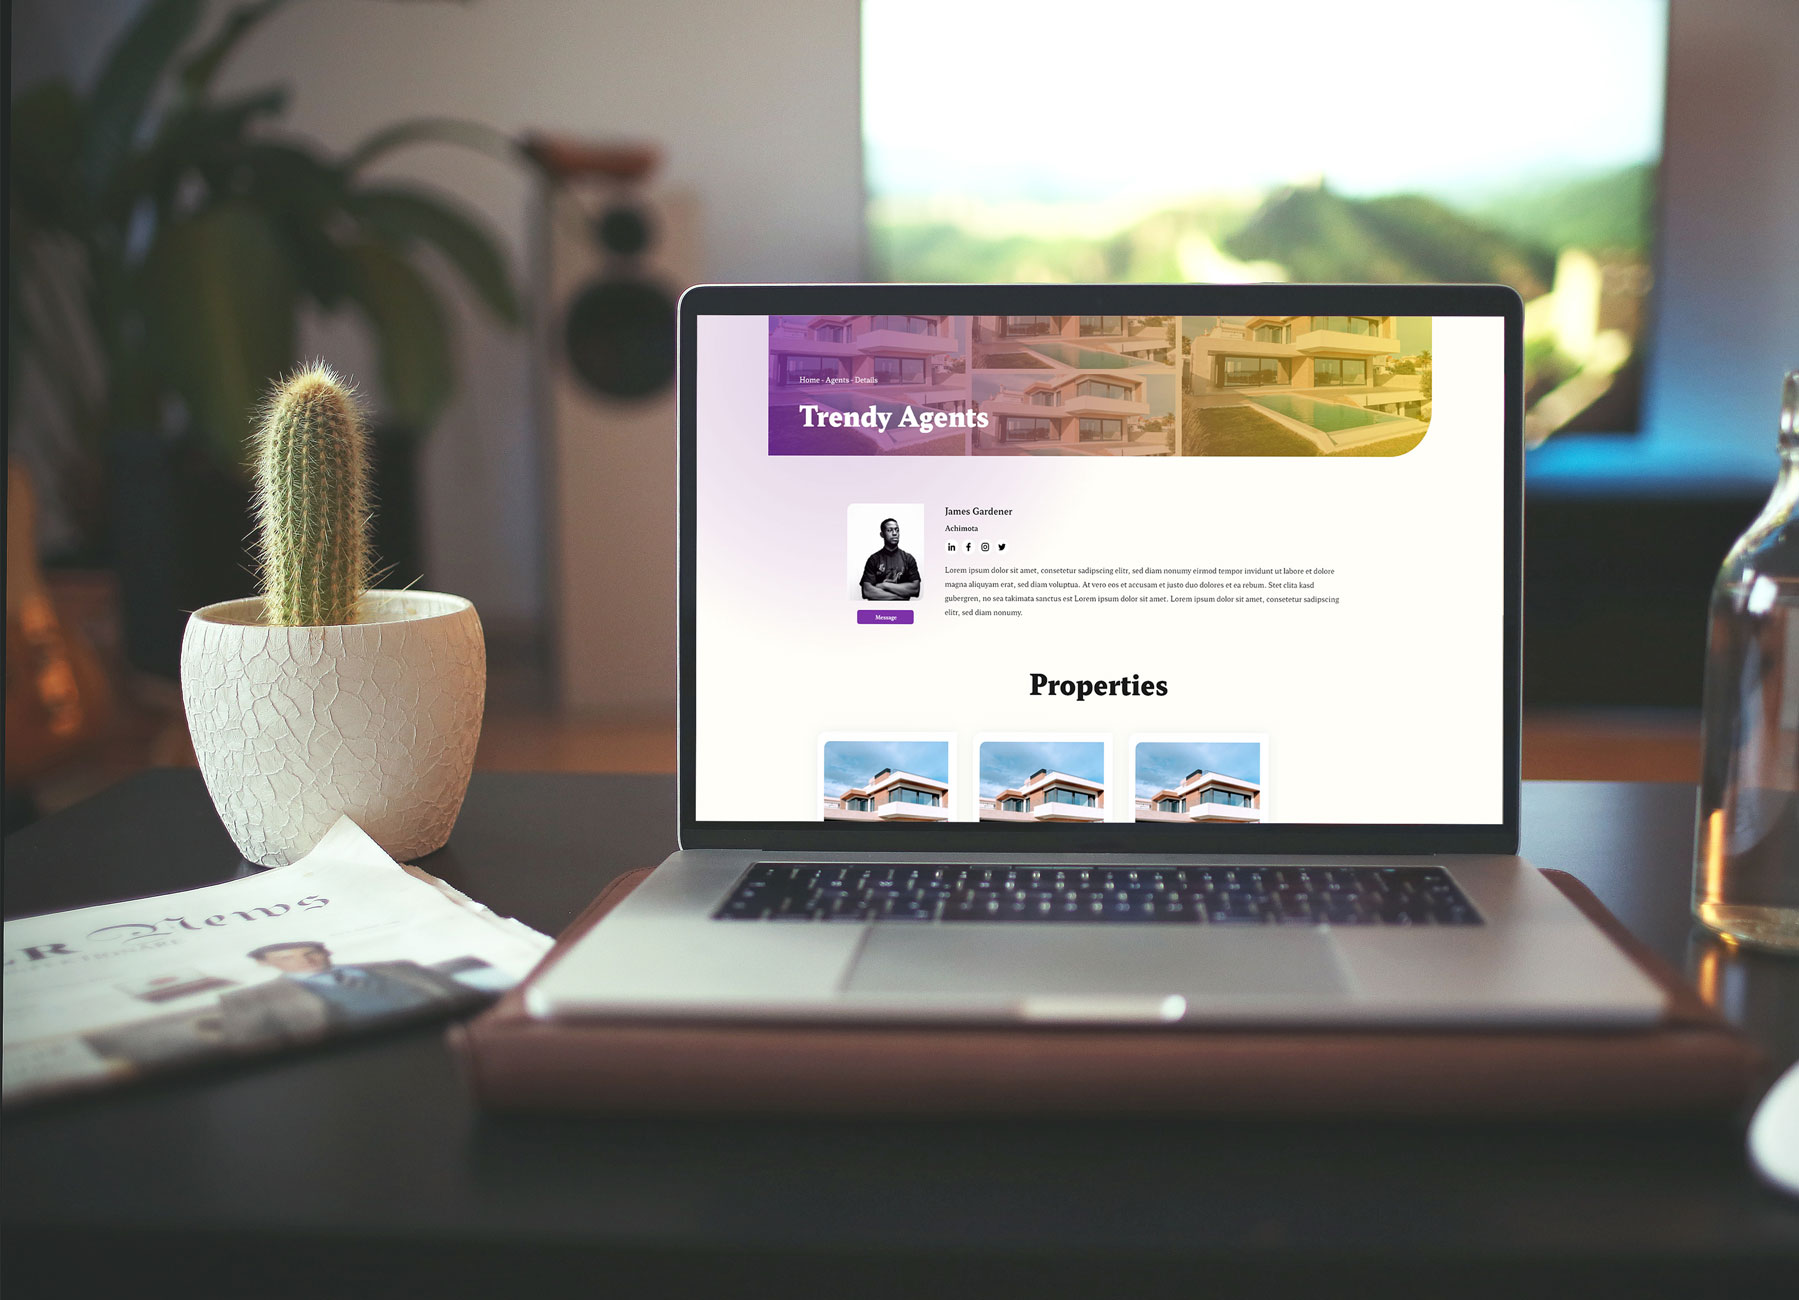 Home - Agents - Details
Trendy Agents
James Gardener
Achimota
Lorem ipsum dolor sit amet, consetetur sadipscing elitr, sed diam nonumy eirmod tempor invidunt ut labore et dolore
magna aliquyam erat, sed diam voluptua. At vero eos et accusam et justo duo dolores et ea rebum. Stet clita kasd
gubergren, no sea takimata sanctus est Lorem ipsum dolor sit amet. Lorem ipsum dolor sit amet, consetetur sadipscing
elitr, sed diam nonumy.
Message
Properties
R News